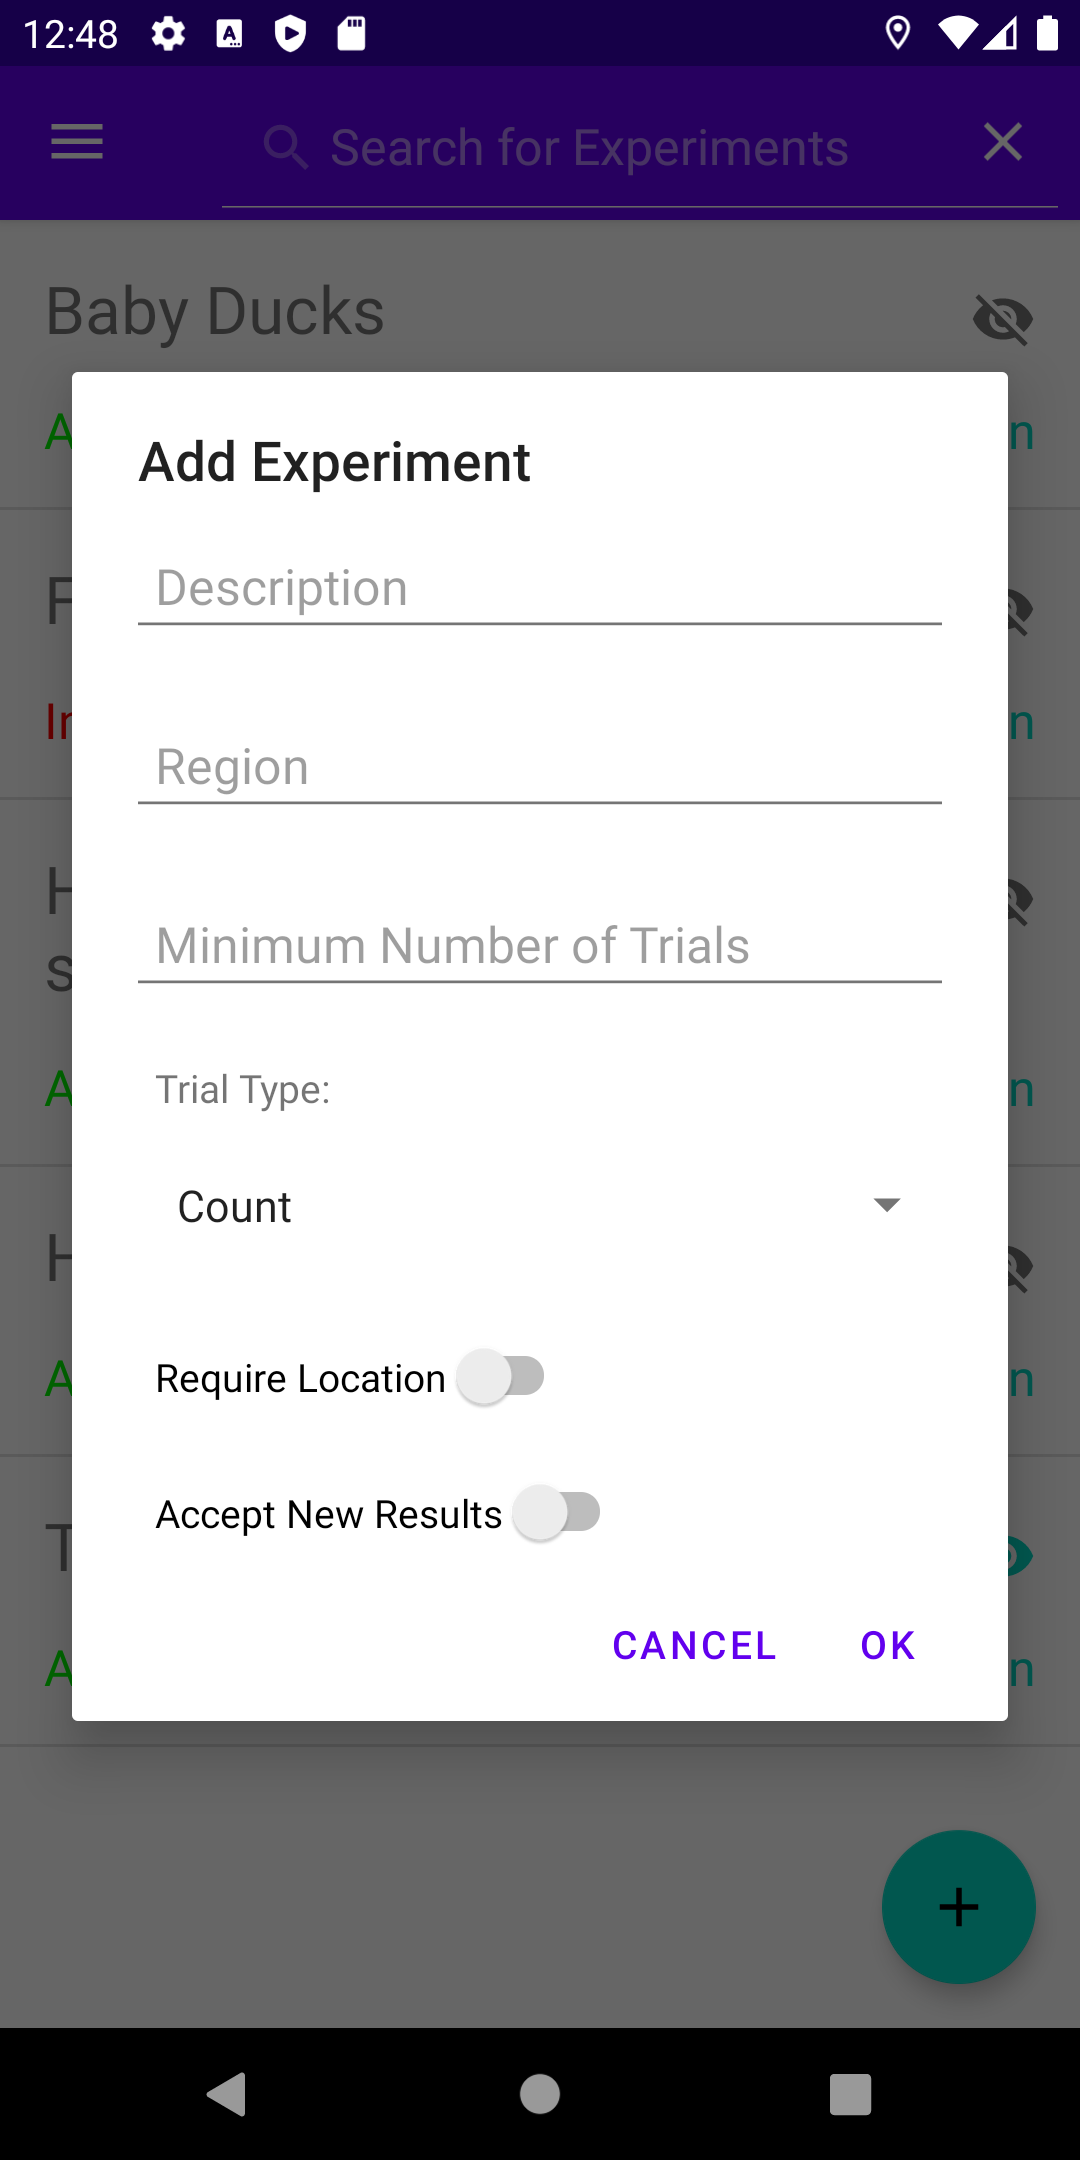 12:48
Search for Experiments
Baby Ducks
Add Experiment
Description
Region
Minimum Number of Trials
Trial Type:
Count
Require Location
Accept New Results
CANCEL OK